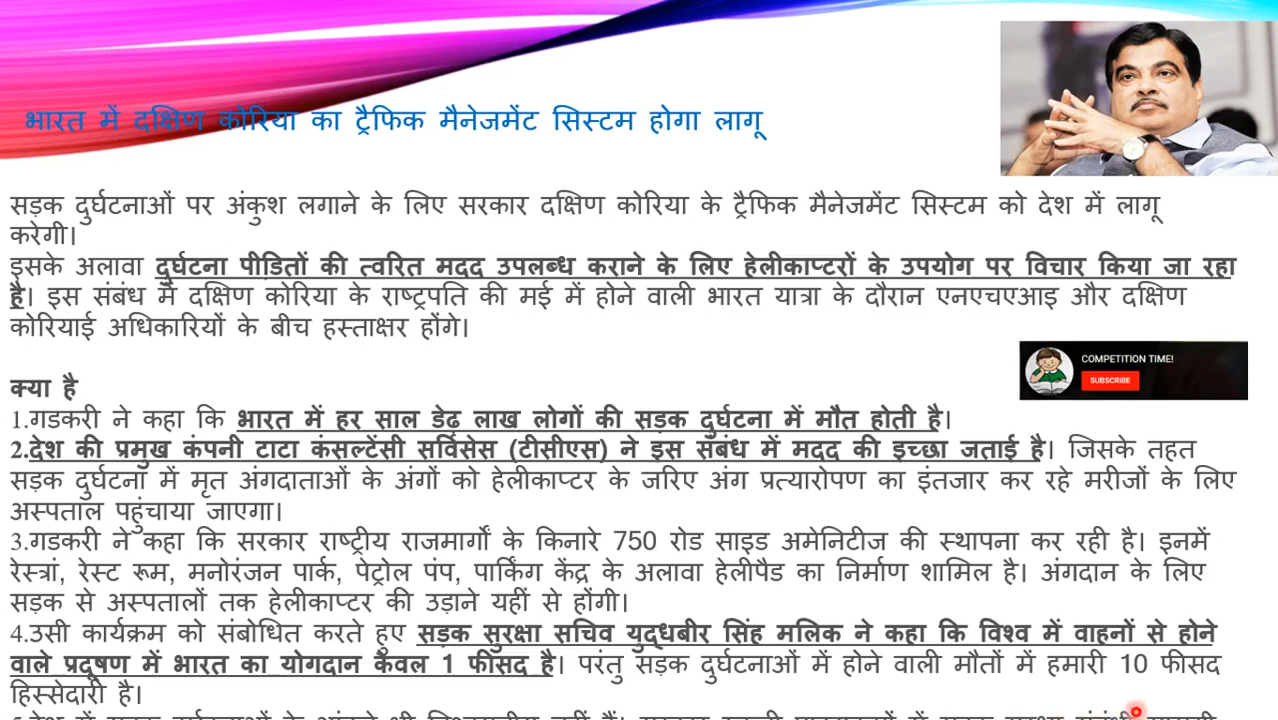 भारत में दक्षिण कोरिया का ट्रैफिक मैनेजमेंट सिस्टम होगा लागू
सड़क दुर्घटनाओं पर अंकुश लगाने के लिए सरकार दक्षिण कोरिया के ट्रैफिक मैनेजमेंट सिस्टम को देश में लागू
करेगी।
इसके अलावा दुर्घटना पीड़ितों की त्वरित मदद उपलब्ध कराने के लिए हेलीकाप्टरों के उपयोग पर विचार किया जा रहा
है। इस संबंध में दक्षिण कोरिया के राष्ट्रपति की मई में होने वाली भारत यात्रा के दौरान एनएचएआइ और दक्षिण
कोरियाई अधिकारियों के बीच हस्ताक्षर होंगे।
COMPETITION TIME!
SUBSCRIBE
क्या है
1.गडकरी ने कहा कि भारत में हर साल डेढ़ लाख लोगों की सड़क दुर्घटना में मौत होती है।
2.देश की प्रमुख कंपनी टाटा कंसल्टेंसी सर्विसेस (टीसीएस) ने इस संबंध में मदद की इच्छा जताई है। जिसके तहत
सड़क दुर्घटना में मृत अंगदाताओं के अंगों को हेलीकाप्टर के जरिए अंग प्रत्यारोपण का इंतजार कर रहे मरीजों के लिए
अस्पताल पहुंचाया जाएगा।
3.गडकरी ने कहा कि सरकार राष्ट्रीय राजमार्गों के किनारे 750 रोड साइड अमेनिटीज की स्थापना कर रही है। इनमें
रेस्त्रां, रेस्ट रूम, मनोरंजन पार्क, पेट्रोल पंप, पार्किंग केंद्र के अलावा हेलीपैड का निर्माण शामिल है। अंगदान के लिए
सड़क से अस्पतालों तक हेलीकाप्टर की उड़ाने यहीं से होंगी।
4.उसी कार्यक्रम को संबोधित करते हुए सड़क सुरक्षा सचिव युद्धबीर सिंह मलिक ने कहा कि विश्व में वाहनों से होने
वाले प्रदूषण में भारत का योगदान केवल 1 फीसद है। परंतु सड़क दुर्घटनाओं में होने वाली मौतों में हमारी 10 फीसद
हिस्सेदारी है।